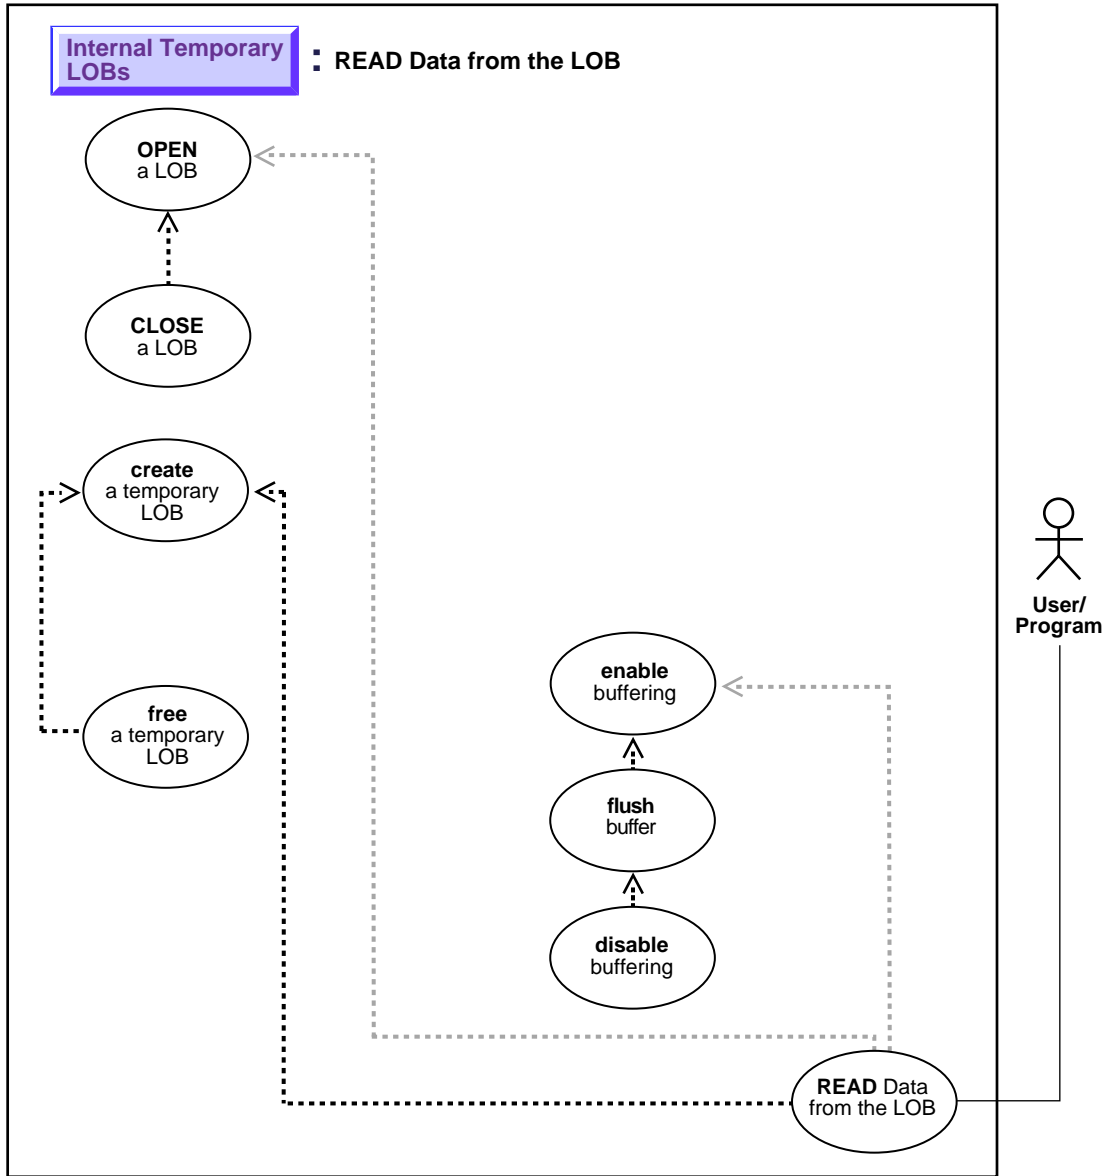 Internal Temporary
LOBs
: READ Data from the LOB
OPEN
a LOB
CLOSE
a LOB
create
a temporary
LOB
User/
Program
enable
buffering
free
a temporary
LOB
flush
buffer
disable
buffering
READ Data
from the LOB